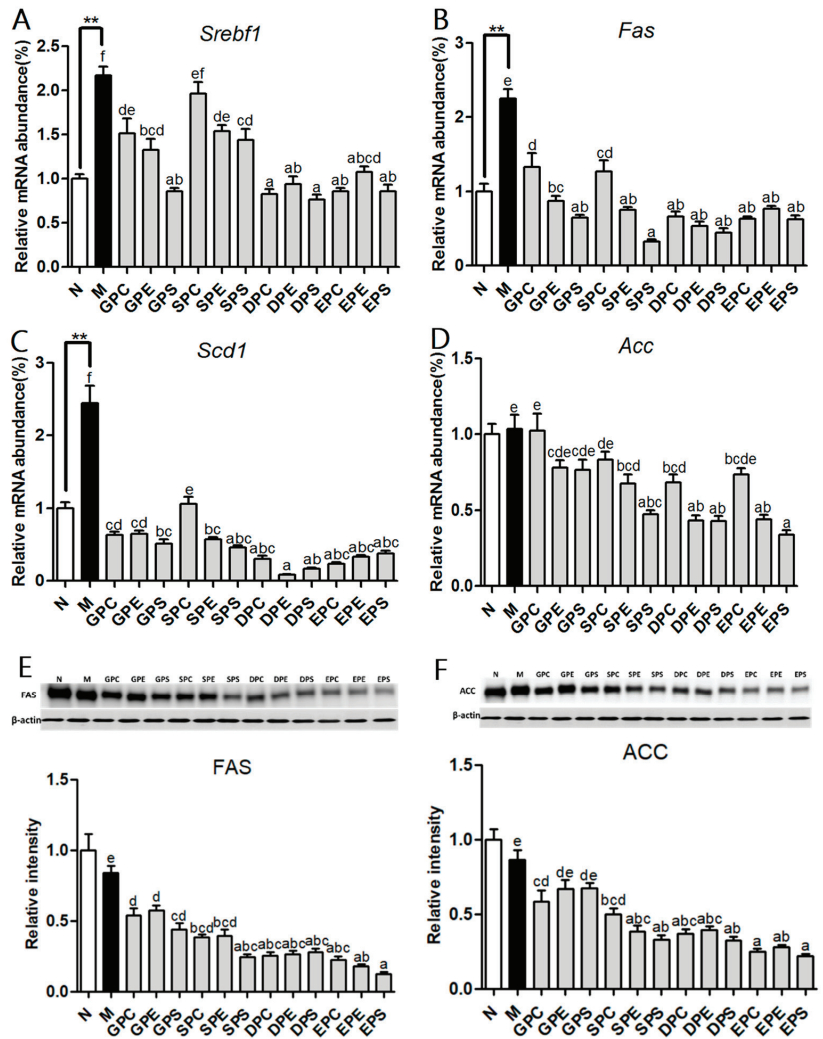 A
Srebf1
Relative mRNA abundance(%)
2.5
2.0
1.5
1.0
0.5
0.0
**
f
de
bcd
ab
ef
de
cd
a
ab
a
ab
abcd
ab
N M GPC GPE GPS SPC SPE SPS DPC DPE DPS EPC EPE EPS
B
Fas
Relative mRNA abundance(%)
3
2
1
0
**
e
d
bc
ab
cd
ab
a
ab
ab
ab
ab
ab
ab
N M GPC GPE GPS SPC SPE SPS DPC DPE DPS EPC EPE EPS
C
Scd1
Relative mRNA abundance(%)
3
2
1
0
**
f
cd
cd
bc
e
bc
abc
abc
a
ab
abc
abc
abc
N M GPC GPE GPS SPC SPE SPS DPC DPE DPS EPC EPE EPS
D
Acc
Relative mRNA abundance(%)
1.5
1.0
0.5
0.0
e
e
cde
cde
de
bcd
abc
bcd
ab
ab
bcde
ab
a
N M GPC GPE GPS SPC SPE SPS DPC DPE DPS EPC EPE EPS
E
N M GPC GPE GPS SPC SPE SPS DPC DPE DPS EPC EPE EPS
FAS
β-actin
FAS
Relative intensity
1.5
1.0
0.5
0.0
e
d
d
cd
bcd
bcd
abc
abc
abc
abc
abc
ab
a
N M GPC GPE GPS SPC SPE SPS DPC DPE DPS EPC EPE EPS
F
N M GPC GPE GPS SPC SPE SPS DPC DPE DPS EPC EPE EPS
ACC
β-actin
ACC
Relative intensity
1.5
1.0
0.5
0.0
e
cd
de
de
bcd
abc
ab
abc
abc
ab
a
ab
a
N M GPC GPE GPS SPC SPE SPS DPC DPE DPS EPC EPE EPS